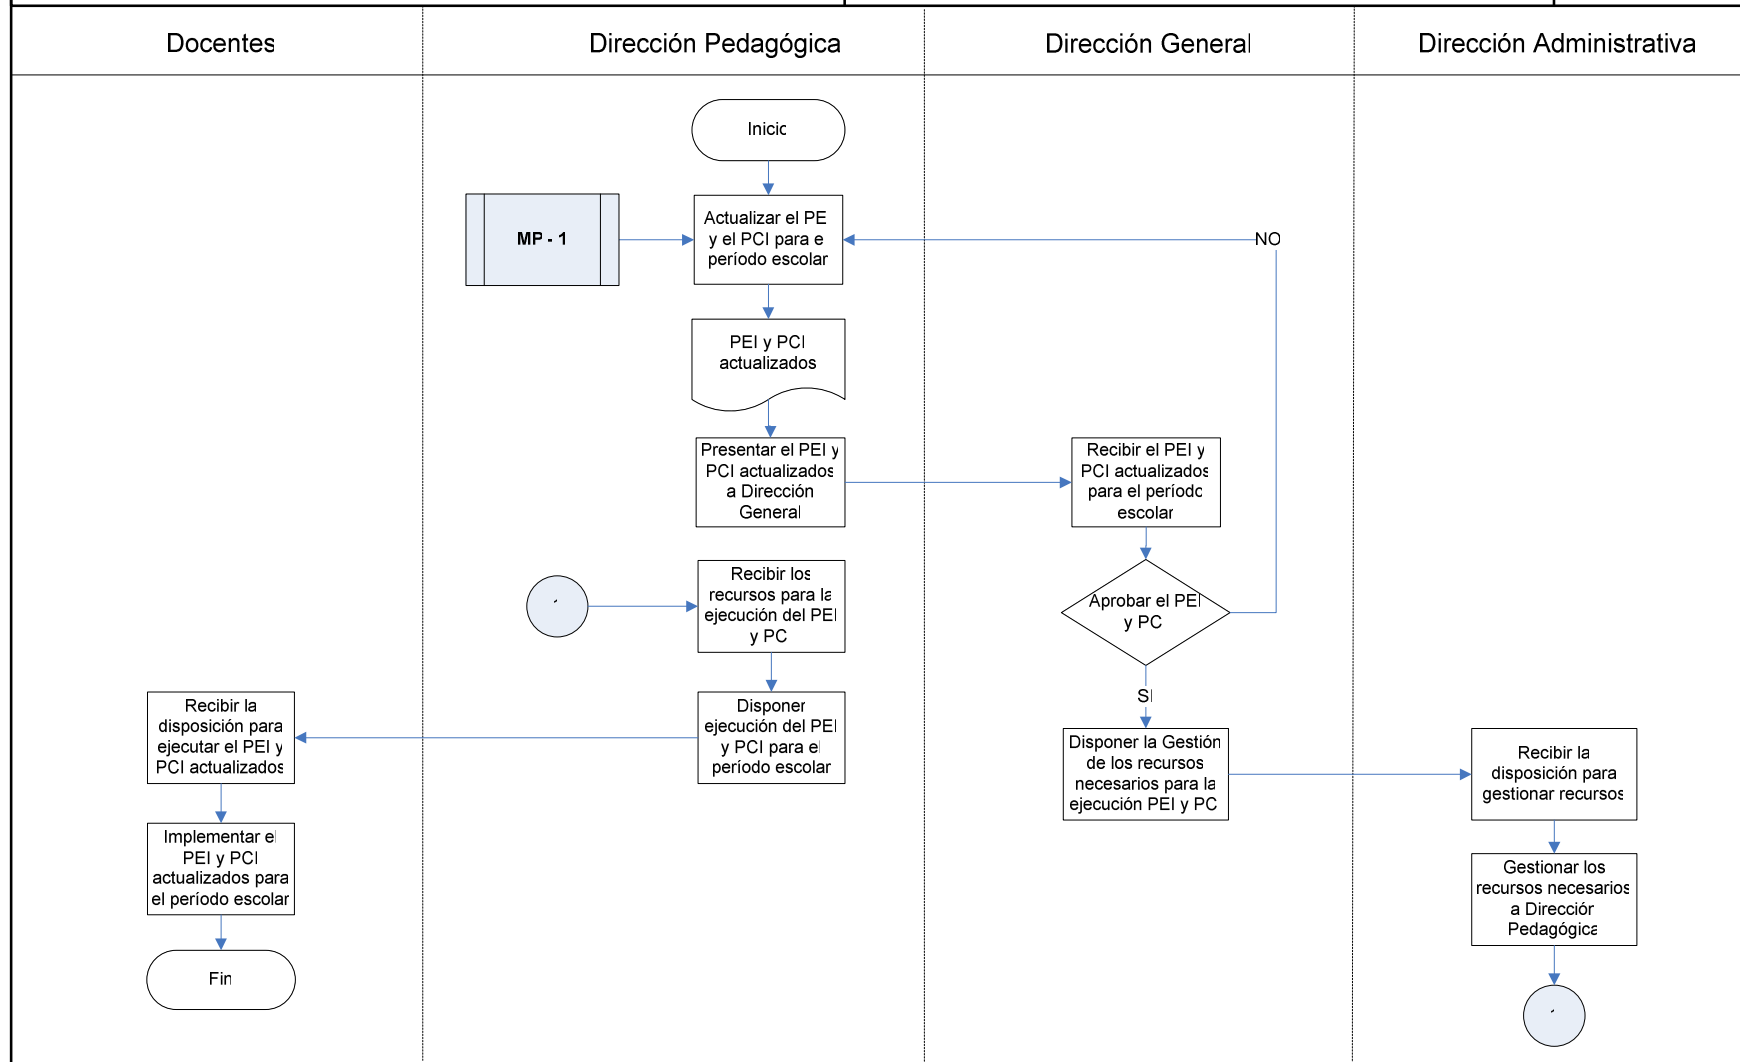 Docentes
Dirección Pedagógica
Dirección General
Dirección Administrativa
Inicio
MP - 1
Actualizar el PE
y el PCI para e
período escolar
NO
PEI y PCI
actualizados
Presentar el PEI y
PCI actualizados
a Dirección
General
Recibir el PEI y
PCI actualizados
para el período
escolar
Recibir los
recursos para la
ejecución del PEI
y PC
Aprobar el PEI
y PC
SI
Recibir la
disposición para
ejecutar el PEI y
PCI actualizados
Disponer
ejecución del PEI
y PCI para el
período escolar
Disponer la Gestión
de los recursos
necesarios para la
ejecución PEI y PC
Recibir la
disposición para
gestionar recursos
Implementar el
PEI y PCI
actualizados para
el período escolar
Gestionar los
recursos necesarios
a Dirección
Pedagógica
Fin